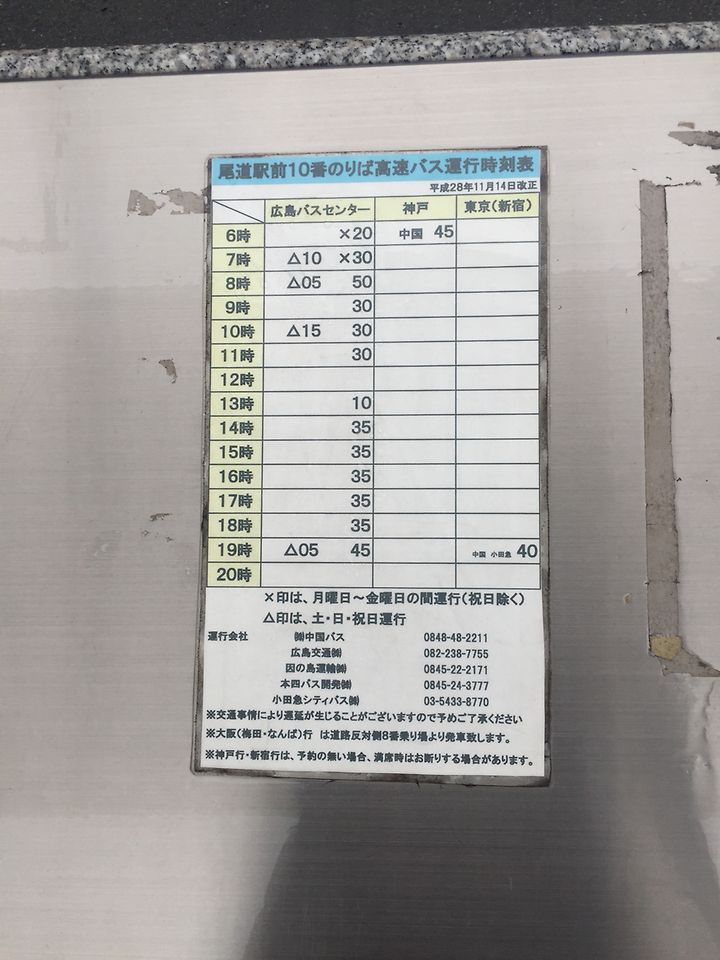 尾道駅前10番のりば高速バス運行時刻表
平成28年11月14日改正
広島バスセンター 神戸 東京(新宿)
6時 ×20 中国 45
7時 △10 ×30
8時 △05 50
9時 30
10時 △15 30
11時 30
12時
13時 10
14時 35
15時 35
16時 35
17時 35
18時 35
19時 △05 45 中国 小田急 40
20時
×印は、月曜日～金曜日の間運行(祝日除く)
△印は、土・日・祝日運行
運行会社 ㈱中国バス 0848-48-2211
広島交通㈱ 082-238-7755
因の島運輸㈱ 0845-22-2171
本四バス開発㈱ 0845-24-3777
小田急シティバス㈱ 03-5433-8770
※交通事情により遅延が生じることがございますので予めご了承ください
※大阪(梅田・なんば)行 は道路反対側8番乗り場より発車致します。
※神戸行・新宿行は、予約の無い場合、満席時はお断りする場合があります。